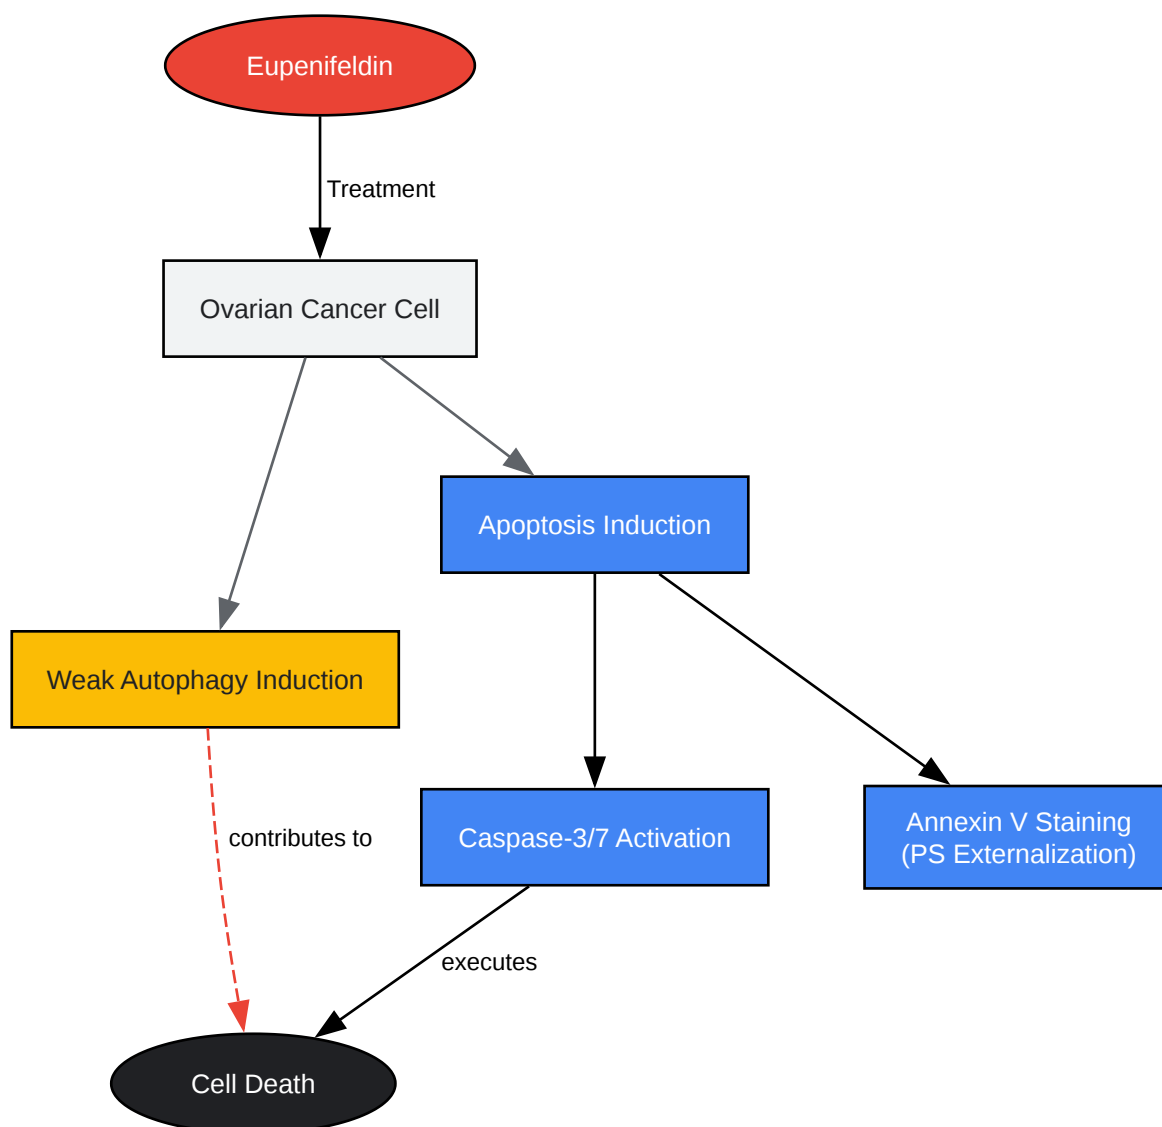 Eupenifeldin
Treatment
Ovarian Cancer Cell
Apoptosis Induction
Weak Autophagy Induction
contributes to
Caspase-3/7 Activation
Annexin V Staining
(PS Externalization)
executes
Cell Death